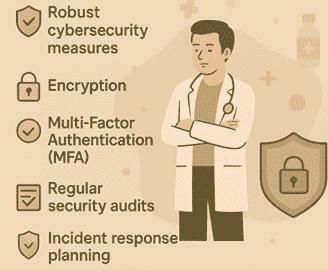 Robust
cybersecurity
measures
Encryption
Multi-Factor
Authentication
(MFA)
Regular
security audits
Incident response
planning